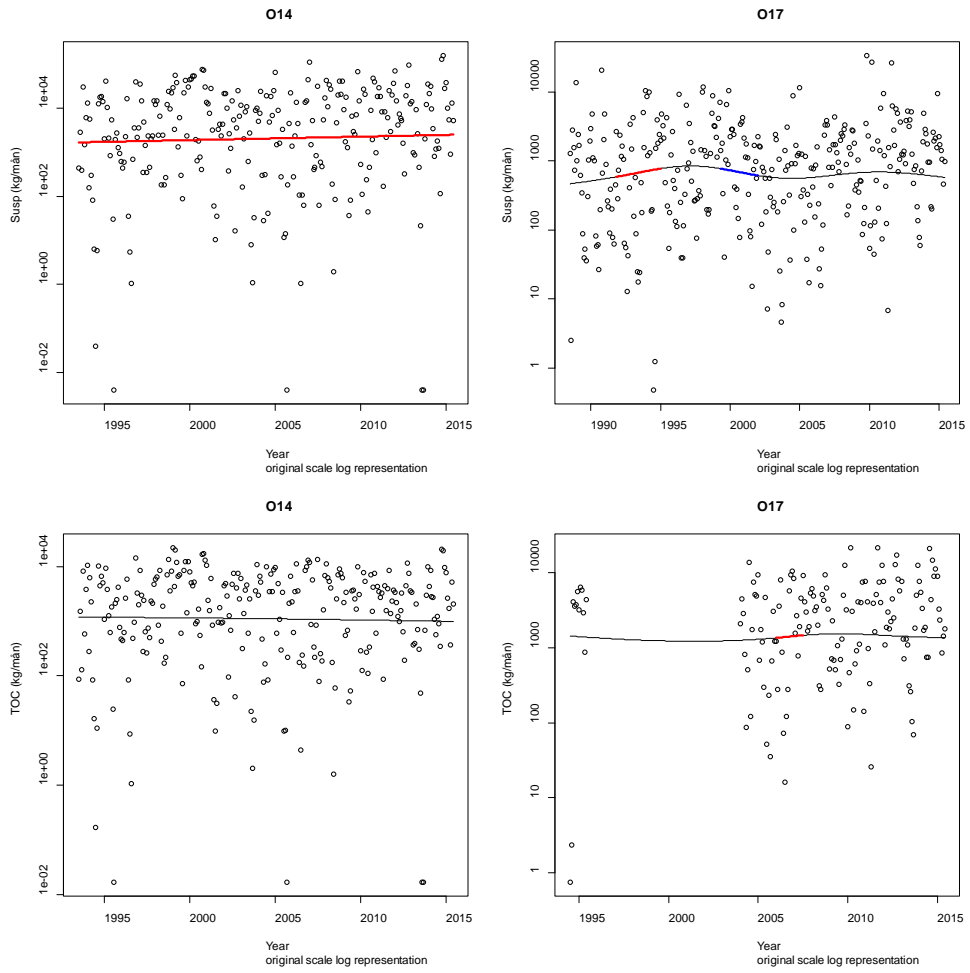 O14
Susp (kg/mån)
1e+04
1e+02
1e+00
1e-02
1995
2000
2005
2010
2015
Year
original scale log representation
O17
Susp (kg/mån)
10000
1000
100
10
1
1990
1995
2000
2005
2010
2015
Year
original scale log representation
O14
TOC (kg/mån)
1e+04
1e+02
1e+00
1e-02
1995
2000
2005
2010
2015
Year
original scale log representation
O17
TOC (kg/mån)
10000
1000
100
10
1
1995
2000
2005
2010
2015
Year
original scale log representation